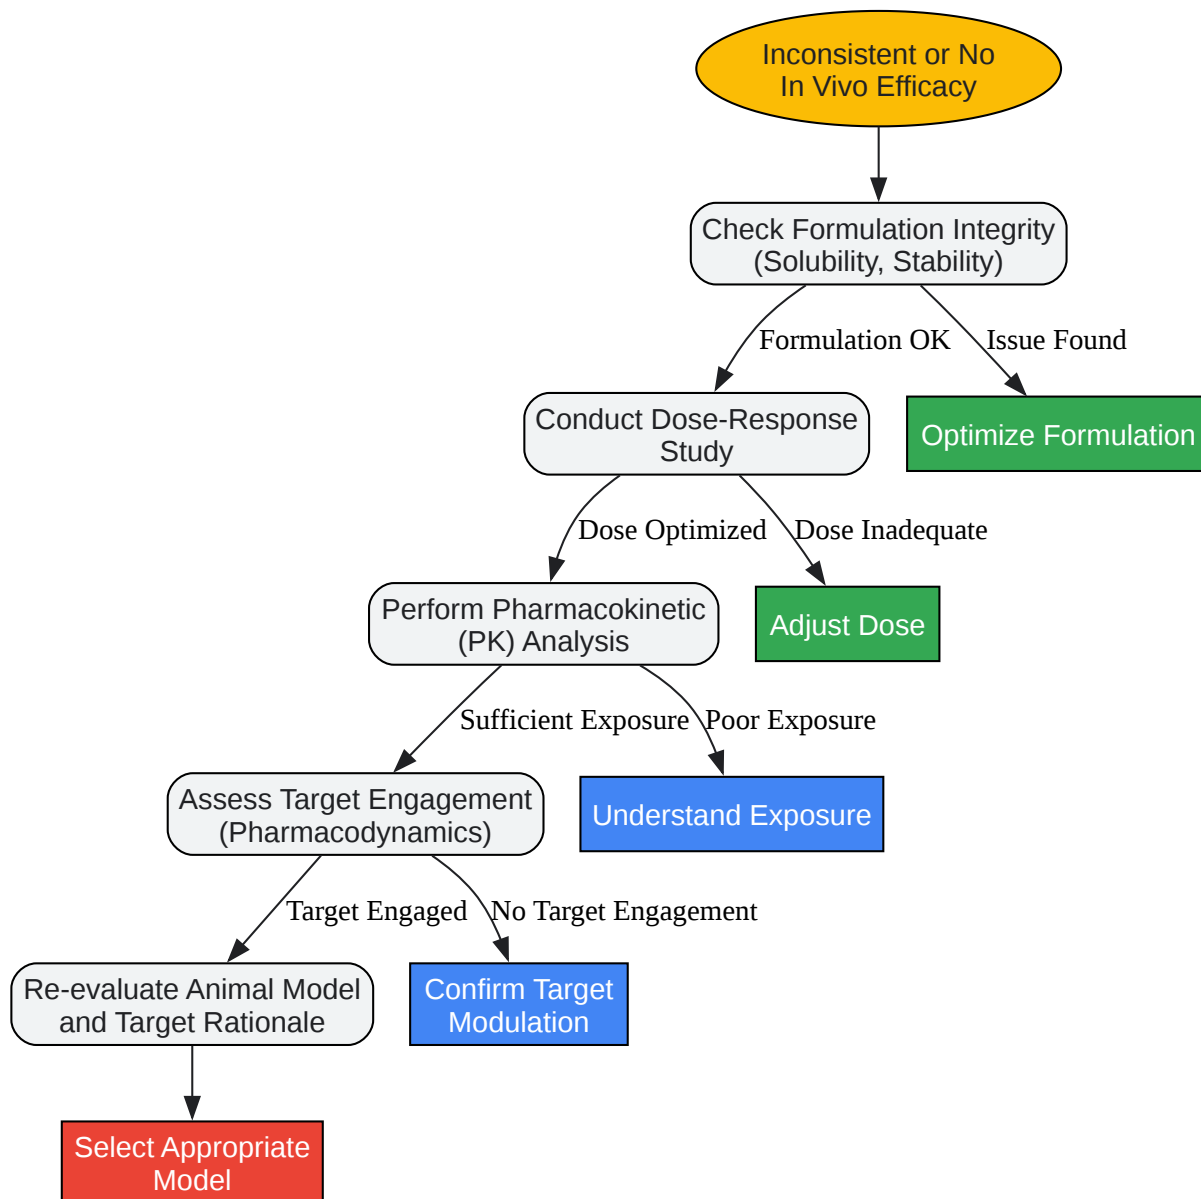 Inconsistent or No
In Vivo Efficacy
Check Formulation Integrity
(Solubility, Stability)
Formulation OK
Issue Found
Conduct Dose-Response
Study
Optimize Formulation
Dose Optimized
Dose Inadequate
Perform Pharmacokinetic
(PK) Analysis
Adjust Dose
Sufficient Exposure
Poor Exposure
Assess Target Engagement
(Pharmacodynamics)
Understand Exposure
Target Engaged
No Target Engagement
Re-evaluate Animal Model
and Target Rationale
Confirm Target
Modulation
Select Appropriate
Model